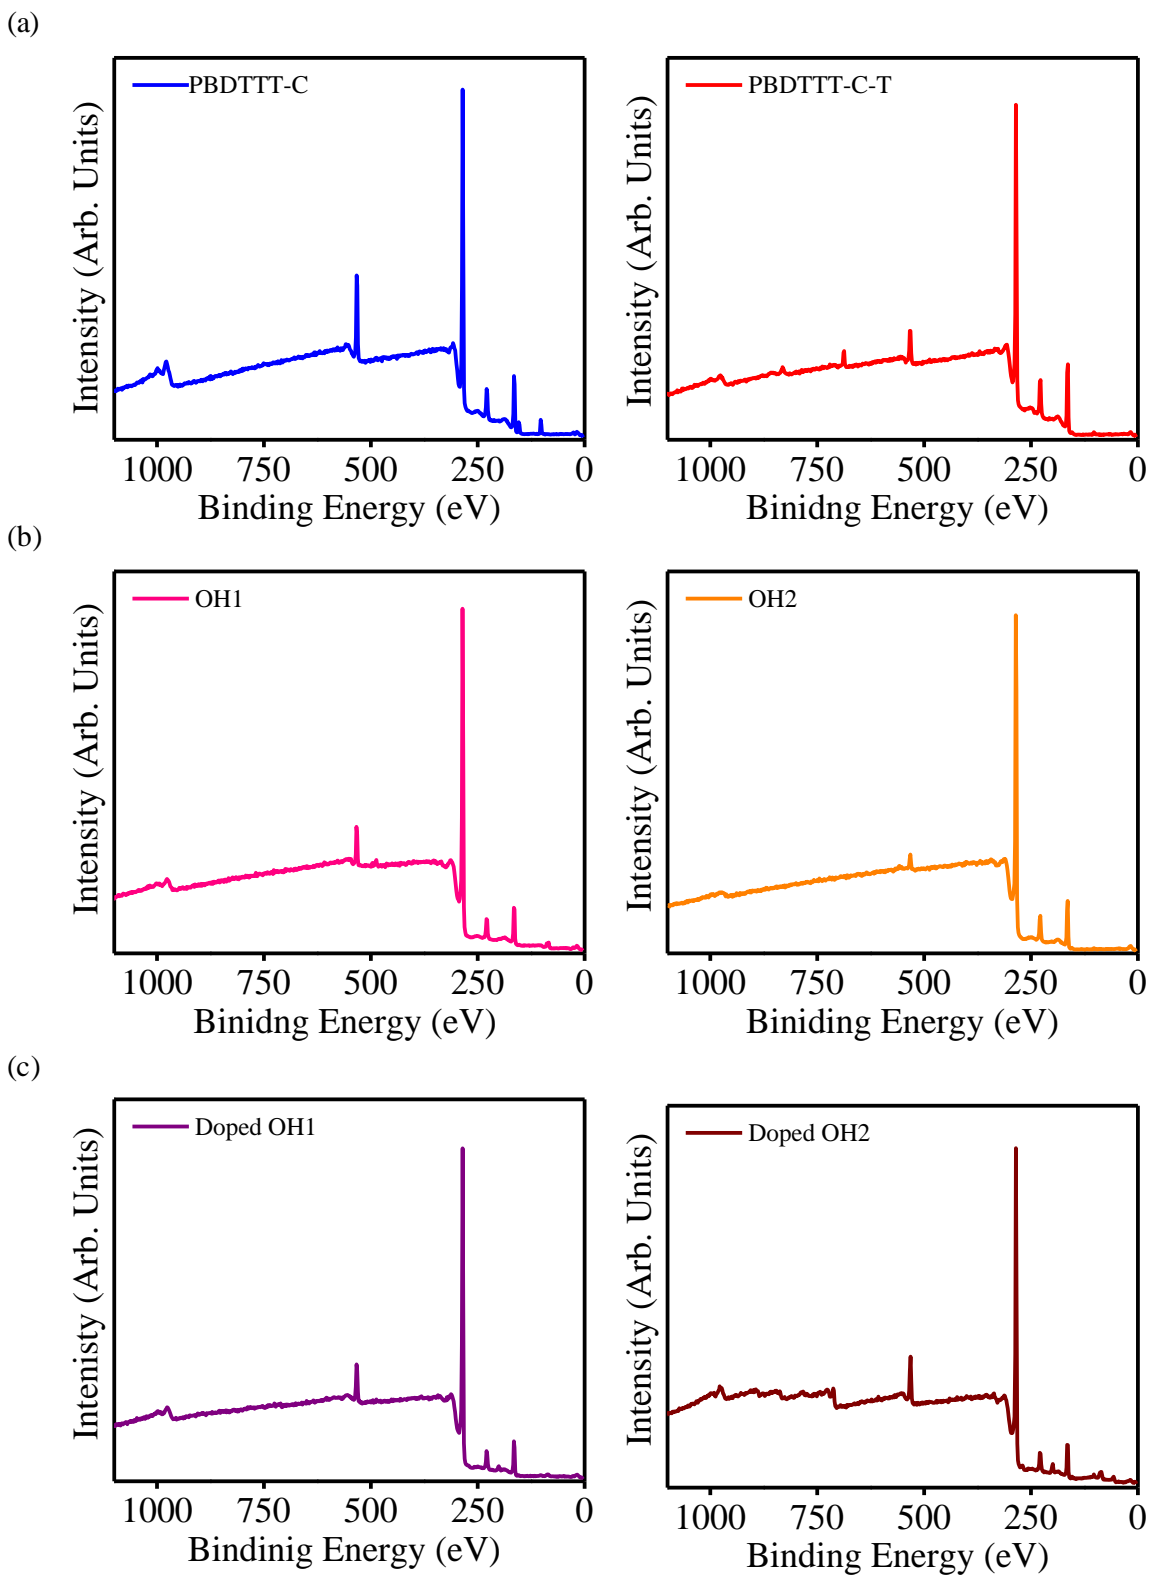 (a)
PBDTTT-C
Intensity (Arb. Units)
1000 750 500 250 0
Binding Energy (eV)
PBDTTT-C-T
Intensity (Arb. Units)
1000 750 500 250 0
Binidng Energy (eV)
(b)
OH1
Intensity (Arb. Units)
1000 750 500 250 0
Binidng Energy (eV)
OH2
Intensity (Arb. Units)
1000 750 500 250 0
Biniding Energy (eV)
(c)
Doped OH1
Intenisty (Arb. Units)
1000 750 500 250 0
Bindinig Energy (eV)
Doped OH2
Intensity (Arb. Units)
1000 750 500 250 0
Binding Energy (eV)